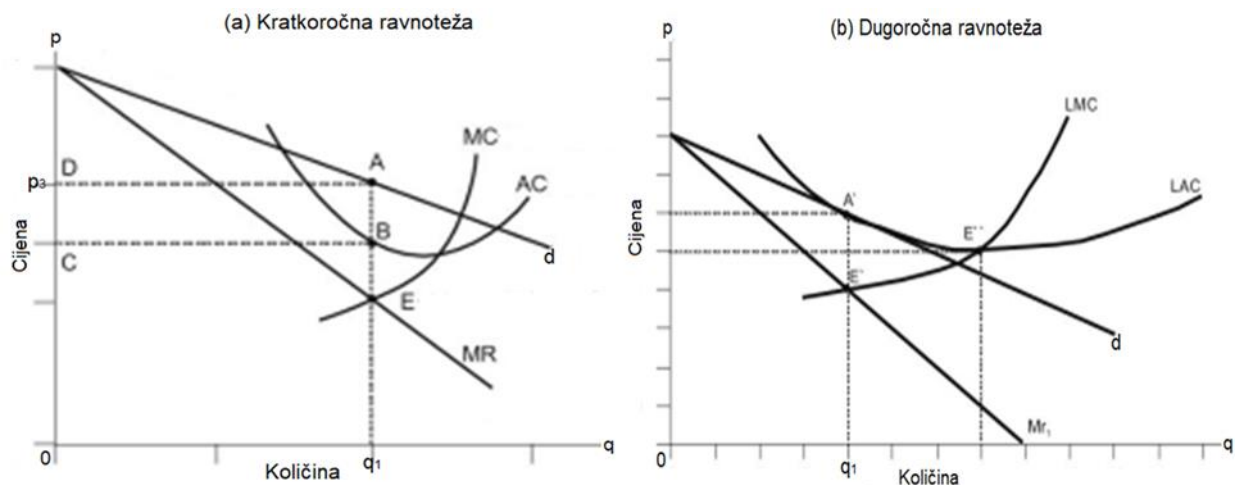 (a) Kratkoročna ravnoteža
p
MC
D
A
AC
p₃
B
Cijena
C
d
E
MR
0
q₁
q
Količina
(b) Dugoročna ravnoteža
p
LMC
LAC
A'
E''
Cijena
E'
d
Mr₁
0
q₁
q
Količina